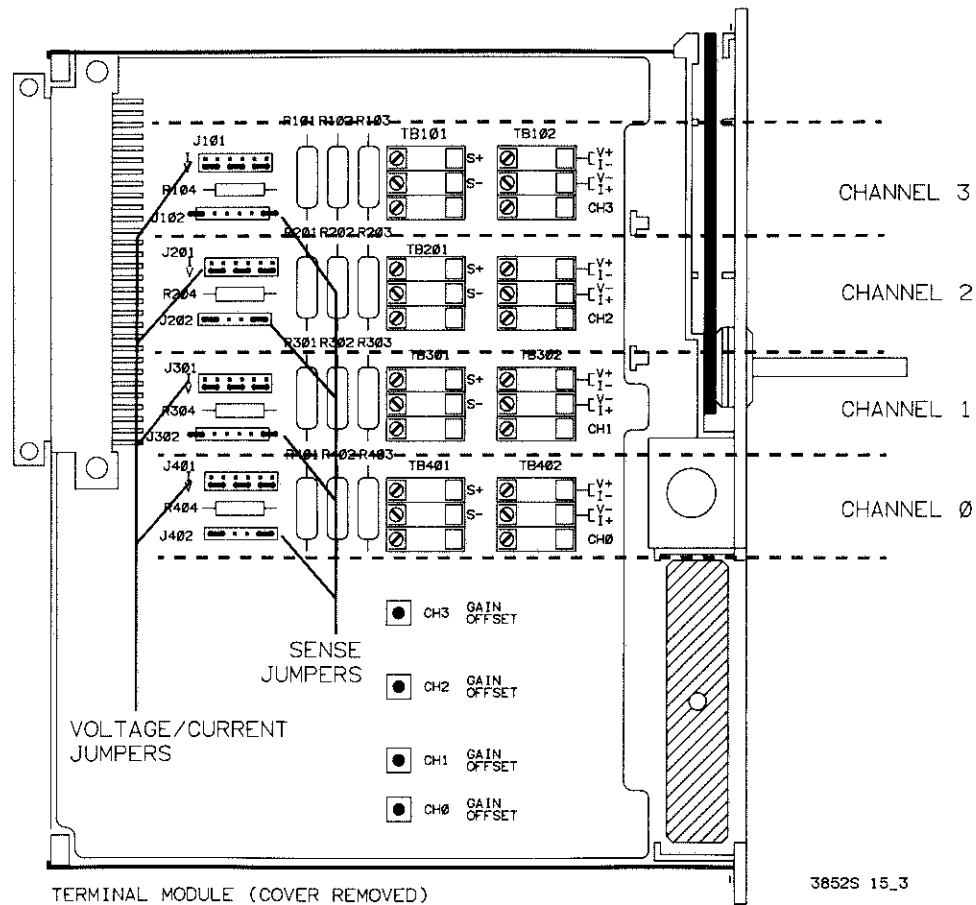 R101 R102 R103
TB101 TB102
J101
I
V
S+ V+
I-
R104
S- V-
I+
J102
CH3
CHANNEL 3
R201 R202 R203
TB201
J201
I
V
S+ V+
I-
R204
S- V-
I+
J202
CH2
CHANNEL 2
R301 R302 R303
TB301 TB302
J301
S+ V+
I-
R304
S- V-
I+
J302
CH1
CHANNEL 1
R401 R402 R403
TB401 TB402
J401
S+ V+
I-
R404
S- V-
I+
J402
CH0
CHANNEL 0
CH3 GAIN
OFFSET
SENSE
JUMPERS
CH2 GAIN
OFFSET
VOLTAGE/CURRENT
JUMPERS
CH1 GAIN
OFFSET
CH0 GAIN
OFFSET
TERMINAL MODULE (COVER REMOVED)
3852S 15_3